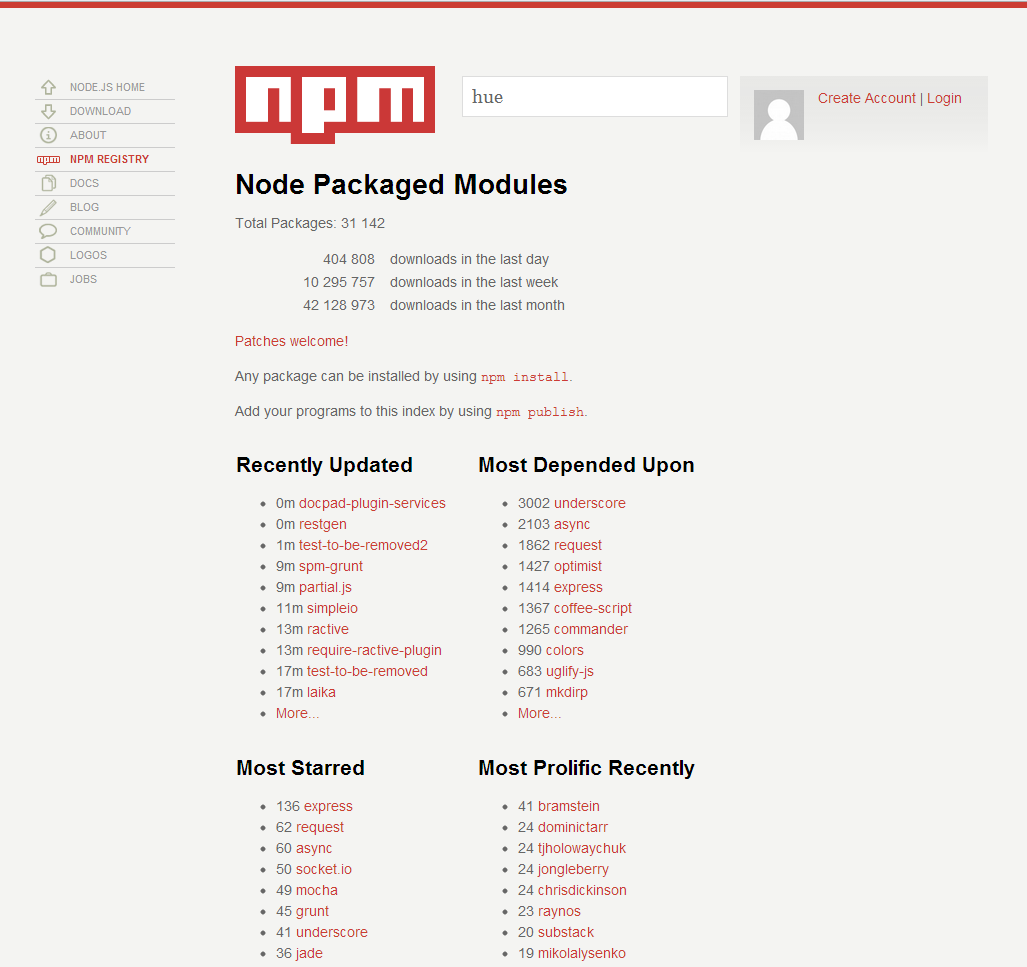 NODE.JS HOME
DOWNLOAD
ABOUT
npm NPM REGISTRY
DOCS
BLOG
COMMUNITY
LOGOS
JOBS
npm
hue
Create Account | Login
Node Packaged Modules
Total Packages: 31 142
404 808 downloads in the last day
10 295 757 downloads in the last week
42 128 973 downloads in the last month
Patches welcome!
Any package can be installed by using npm install.
Add your programs to this index by using npm publish.
Recently Updated
0m docpad-plugin-services
0m restgen
1m test-to-be-removed2
9m spm-grunt
9m partial.js
11m simpleio
13m ractive
13m require-ractive-plugin
17m test-to-be-removed
17m laika
More...
Most Depended Upon
3002 underscore
2103 async
1862 request
1427 optimist
1414 express
1367 coffee-script
1265 commander
990 colors
683 uglify-js
671 mkdirp
More...
Most Starred
136 express
62 request
60 async
50 socket.io
49 mocha
45 grunt
41 underscore
36 jade
Most Prolific Recently
41 bramstein
24 dominictarr
24 tjholowaychuk
24 jongleberry
24 chrisdickinson
23 raynos
20 substack
19 mikolalysenko